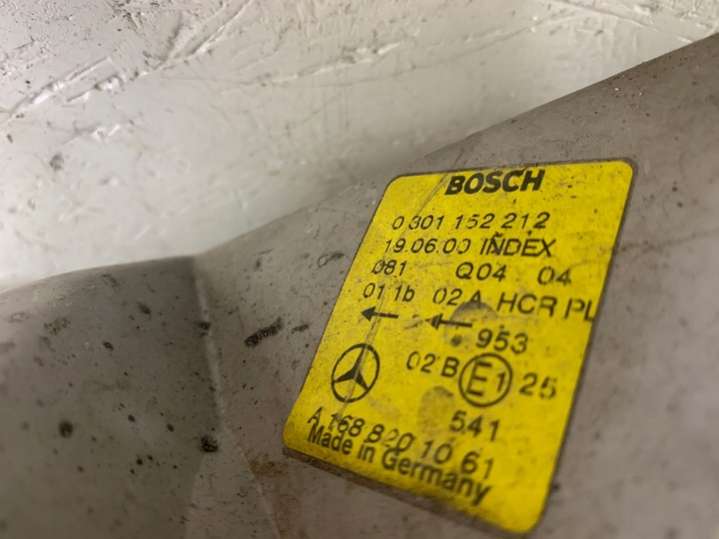 BOSCH
0 301 152 212
19.06.00 INDEX
081 Q04 04
01 1b 02 A HCR PL
953
02 B E1 25
541
A 168 820 10 61
Made in Germany